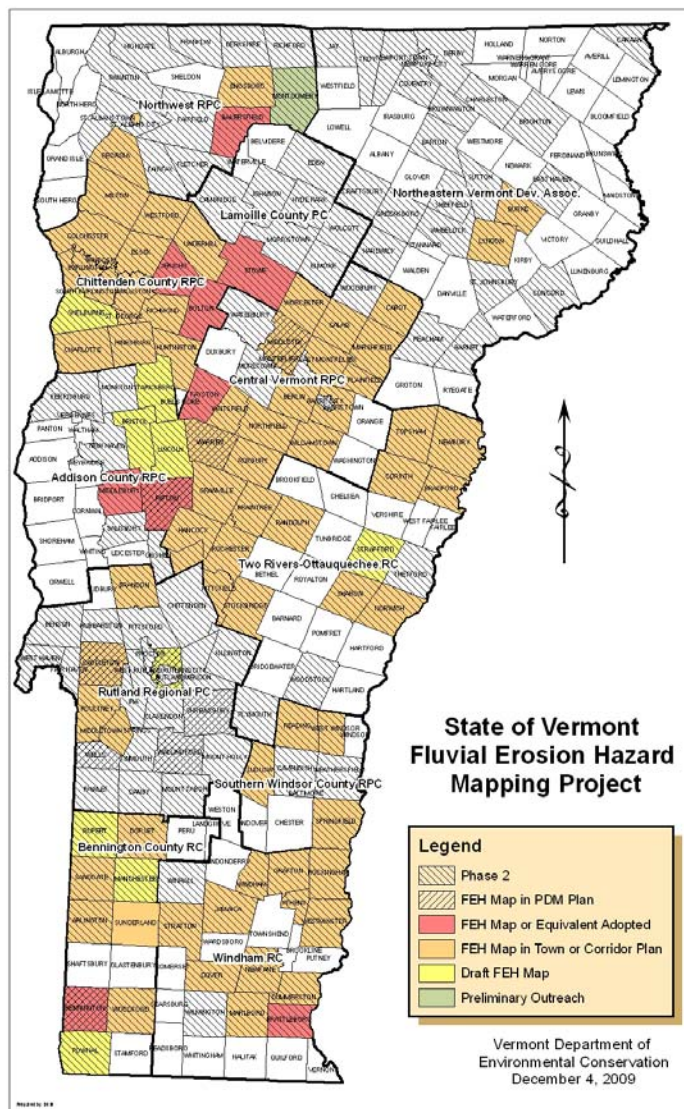 ALBURGH
HIGHGATE
FRANKLIN
BERKSHIRE
RICHFORD
JAY
DERBY
HOLLAND
NORTON
AVERILL
CANAAN
ISLE LAMOTTE
SWANTON
SHELDON
ENOSBURG
MONTGOMERY
WESTFIELD
COVENTRY
MORGAN
LEWIS
LEMINGTON
NORTH HERO
Northwest RPC
FAIRFIELD
BAKERSFIELD
LOWELL
IRASBURG
BROWNINGTON
CHARLESTON
BRIGHTON
BLOOMFIELD
GRAND ISLE
GEORGIA
FAIRFAX
FLETCHER
WATERVILLE
BELVIDERE
EDEN
ALBANY
BARTON
WESTMORE
NEWARK
FERDINAND
SOUTH HERO
MILTON
CAMBRIDGE
JOHNSON
HYDE PARK
CRAFTSBURY
GLOVER
SUTTON
EAST HAVEN
Northeastern Vermont Dev. Assoc.
Lamoille County PC
WESTFORD
MORRISTOWN
WOLCOTT
GREENSBORO
SHEFFIELD
WHEELOCK
BURKE
GRANBY
GUILDHALL
COLCHESTER
ESSEX
UNDERHILL
STOWE
ELMORE
HARDWICK
STANNARD
LYNDON
KIRBY
VICTORY
LUNENBURG
Chittenden County RPC
JERICHO
WALDEN
DANVILLE
ST. JOHNSBURY
CONCORD
WATERFORD
SHELBURNE
ST. GEORGE
RICHMOND
BOLTON
WATERBURY
WORCESTER
WOODBURY
CABOT
CALAIS
MARSHFIELD
PEACHAM
BARNET
CHARLOTTE
HINESBURG
HUNTINGTON
DUXBURY
MORETOWN
MIDDLESEX
PLAINFIELD
GROTON
RYEGATE
Central Vermont RPC
FERRISBURG
MONKTON
STARKSBORO
FAYSTON
WAITSFIELD
BERLIN
ORANGE
TOPSHAM
NEWBURY
PANTON
WALTHAM
NEW HAVEN
BRISTOL
LINCOLN
WARREN
NORTHFIELD
WILLIAMSTOWN
WASHINGTON
CORINTH
BRADFORD
ADDISON
Addison County RPC
ROXBURY
BROOKFIELD
CHELSEA
VERSHIRE
WEST FAIRLEE
BRIDPORT
CORNWALL
MIDDLEBURY
RIPTON
GRANVILLE
BRAINTREE
RANDOLPH
TUNBRIDGE
STRAFFORD
THETFORD
SHOREHAM
WHITING
SALISBURY
LEICESTER
HANCOCK
ROCHESTER
Two Rivers-Ottauquechee RC
BETHEL
ROYALTON
SHARON
NORWICH
ORWELL
SUDBURY
BRANDON
PITTSFIELD
STOCKBRIDGE
BARNARD
POMFRET
HARTFORD
BENSON
HUBBARDTON
PITTSFORD
CHITTENDEN
KILLINGTON
BRIDGEWATER
WOODSTOCK
HARTLAND
WEST HAVEN
CASTLETON
Rutland Regional PC
POULTNEY
CLARENDON
SHREWSBURY
PLYMOUTH
READING
WEST WINDSOR
WINDSOR
MIDDLETOWN SPRINGS
WELLS
TINMOUTH
WALLINGFORD
MOUNT HOLLY
LUDLOW
CAVENDISH
WEATHERSFIELD
BALTIMORE
Southern Windsor County RPC
PAWLET
DANBY
MOUNT TABOR
WESTON
ANDOVER
CHESTER
SPRINGFIELD
RUPERT
DORSET
PERU
LANDGROVE
Bennington County RC
LONDONDERRY
WINDHAM
GRAFTON
ROCKINGHAM
SANDGATE
MANCHESTER
WINHALL
JAMAICA
ATHENS
WESTMINSTER
ARLINGTON
SUNDERLAND
STRATTON
WARDSBORO
TOWNSHEND
BROOKLINE
PUTNEY
SHAFTSBURY
GLASTENBURY
SOMERSET
Windham RC
DOVER
NEWFANE
DUMMERSTON
BENNINGTON
WOODFORD
SEARSBURG
WILMINGTON
MARLBORO
BRATTLEBORO
POWNAL
STAMFORD
READSBORO
WHITINGHAM
HALIFAX
GUILFORD
VERNON
State of Vermont
Fluvial Erosion Hazard
Mapping Project
Legend
Phase 2
FEH Map in PDM Plan
FEH Map or Equivalent Adopted
FEH Map in Town or Corridor Plan
Draft FEH Map
Preliminary Outreach
Vermont Department of
Environmental Conservation
December 4, 2009